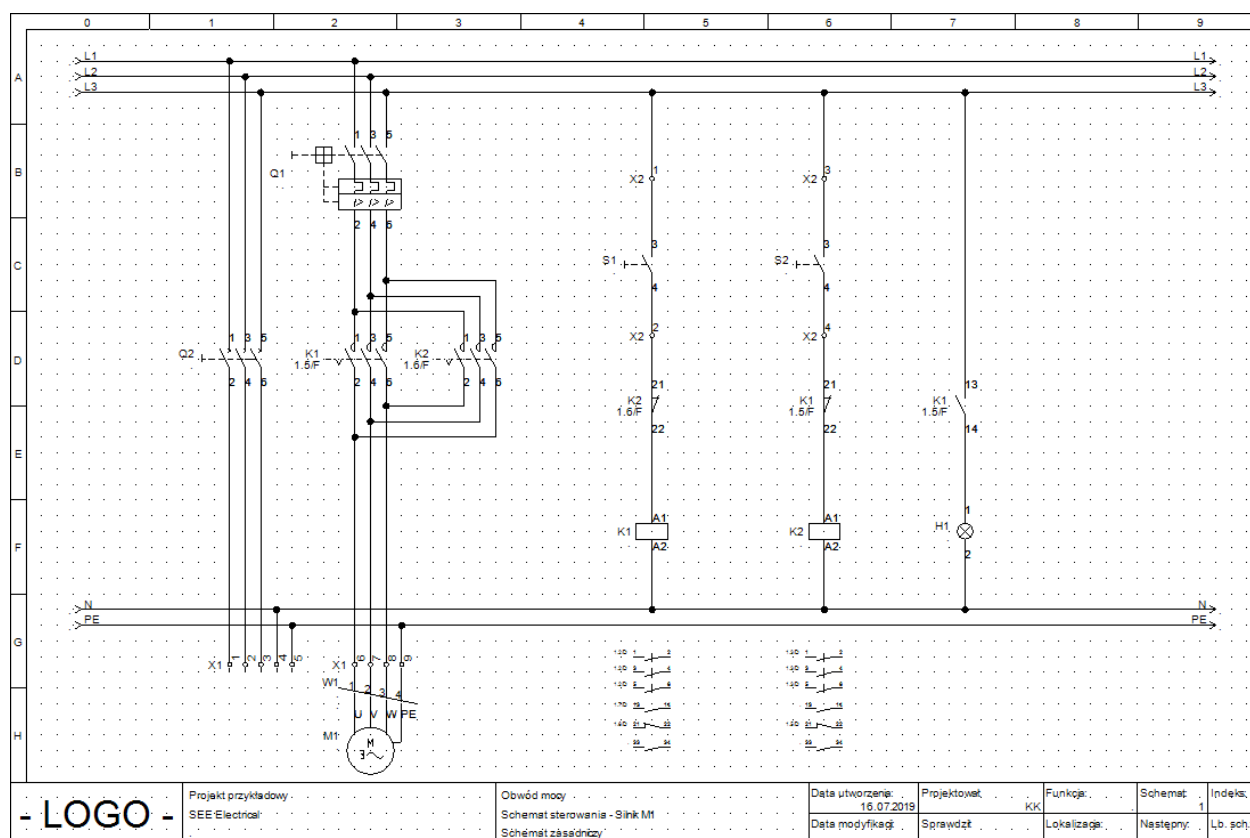 0 1 2 3 4 5 6 7 8 9
L1 L1
A L2 L2
L3 L3
1 3 5
B X2 1 X2 3
Q1
2 4 6
3 3
C S1 S2
4 4
X2 2 X2 4
1 3 5 1 3 5 1 3 5
D Q2 K1 K2
1.5/F 1.6/F
2 4 6 2 4 6 2 4 6
21 21 13
K2 K1 K1
1.6/F 1.5/F 1.5/F
22 22 14
E
A1 A1 1
F K1 K2 H1
A2 A2 2
N N
PE PE
G
X1 1 2 3 4 5 X1 6 7 8 9
W1 1 2 3 4
U V W PE
H M1
M
3
- LOGO -
Projekt przykładowy
SEE Electrical
Obwód mocy
Schemat sterowania - Silnik M1
Schemat zasadniczy
Data utworzenia:
16.07.2019
Data modyfikacji
Projektował:
KK
Sprawdził:
Funkcja:
Lokalizacja:
Schemat:
1
Następny:
Indeks:
Lb. sch.